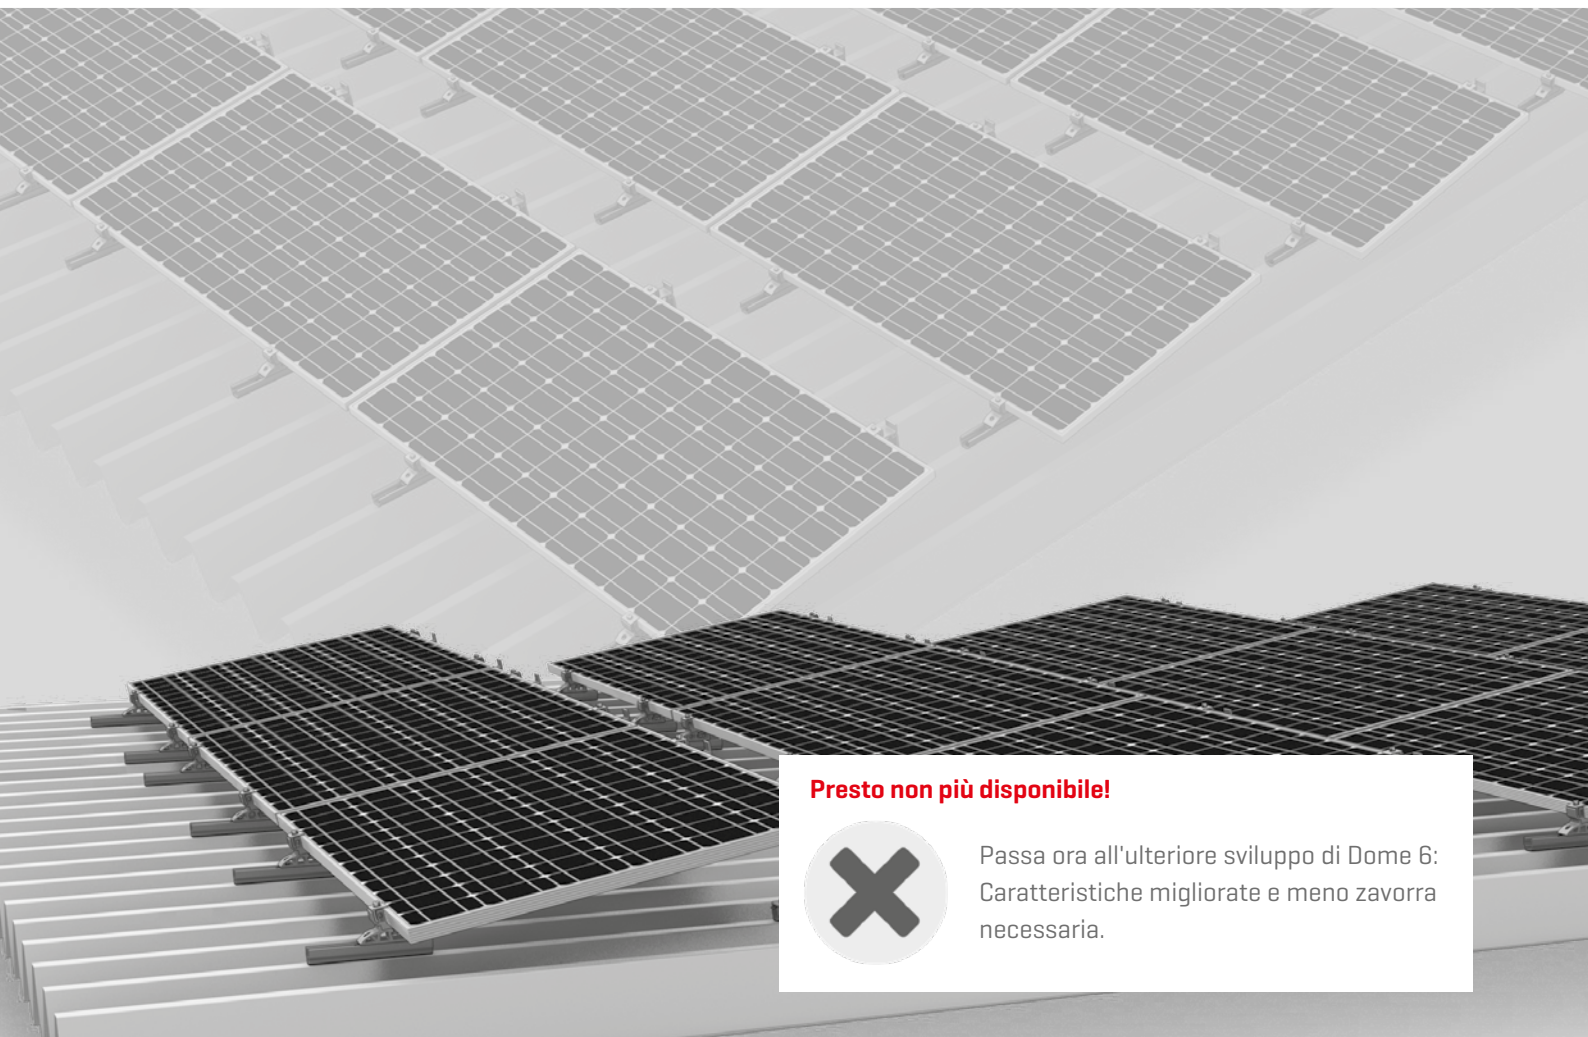 Presto non più disponibile!
Passa ora all'ulteriore sviluppo di Dome 6:
Caratteristiche migliorate e meno zavorra
necessaria.